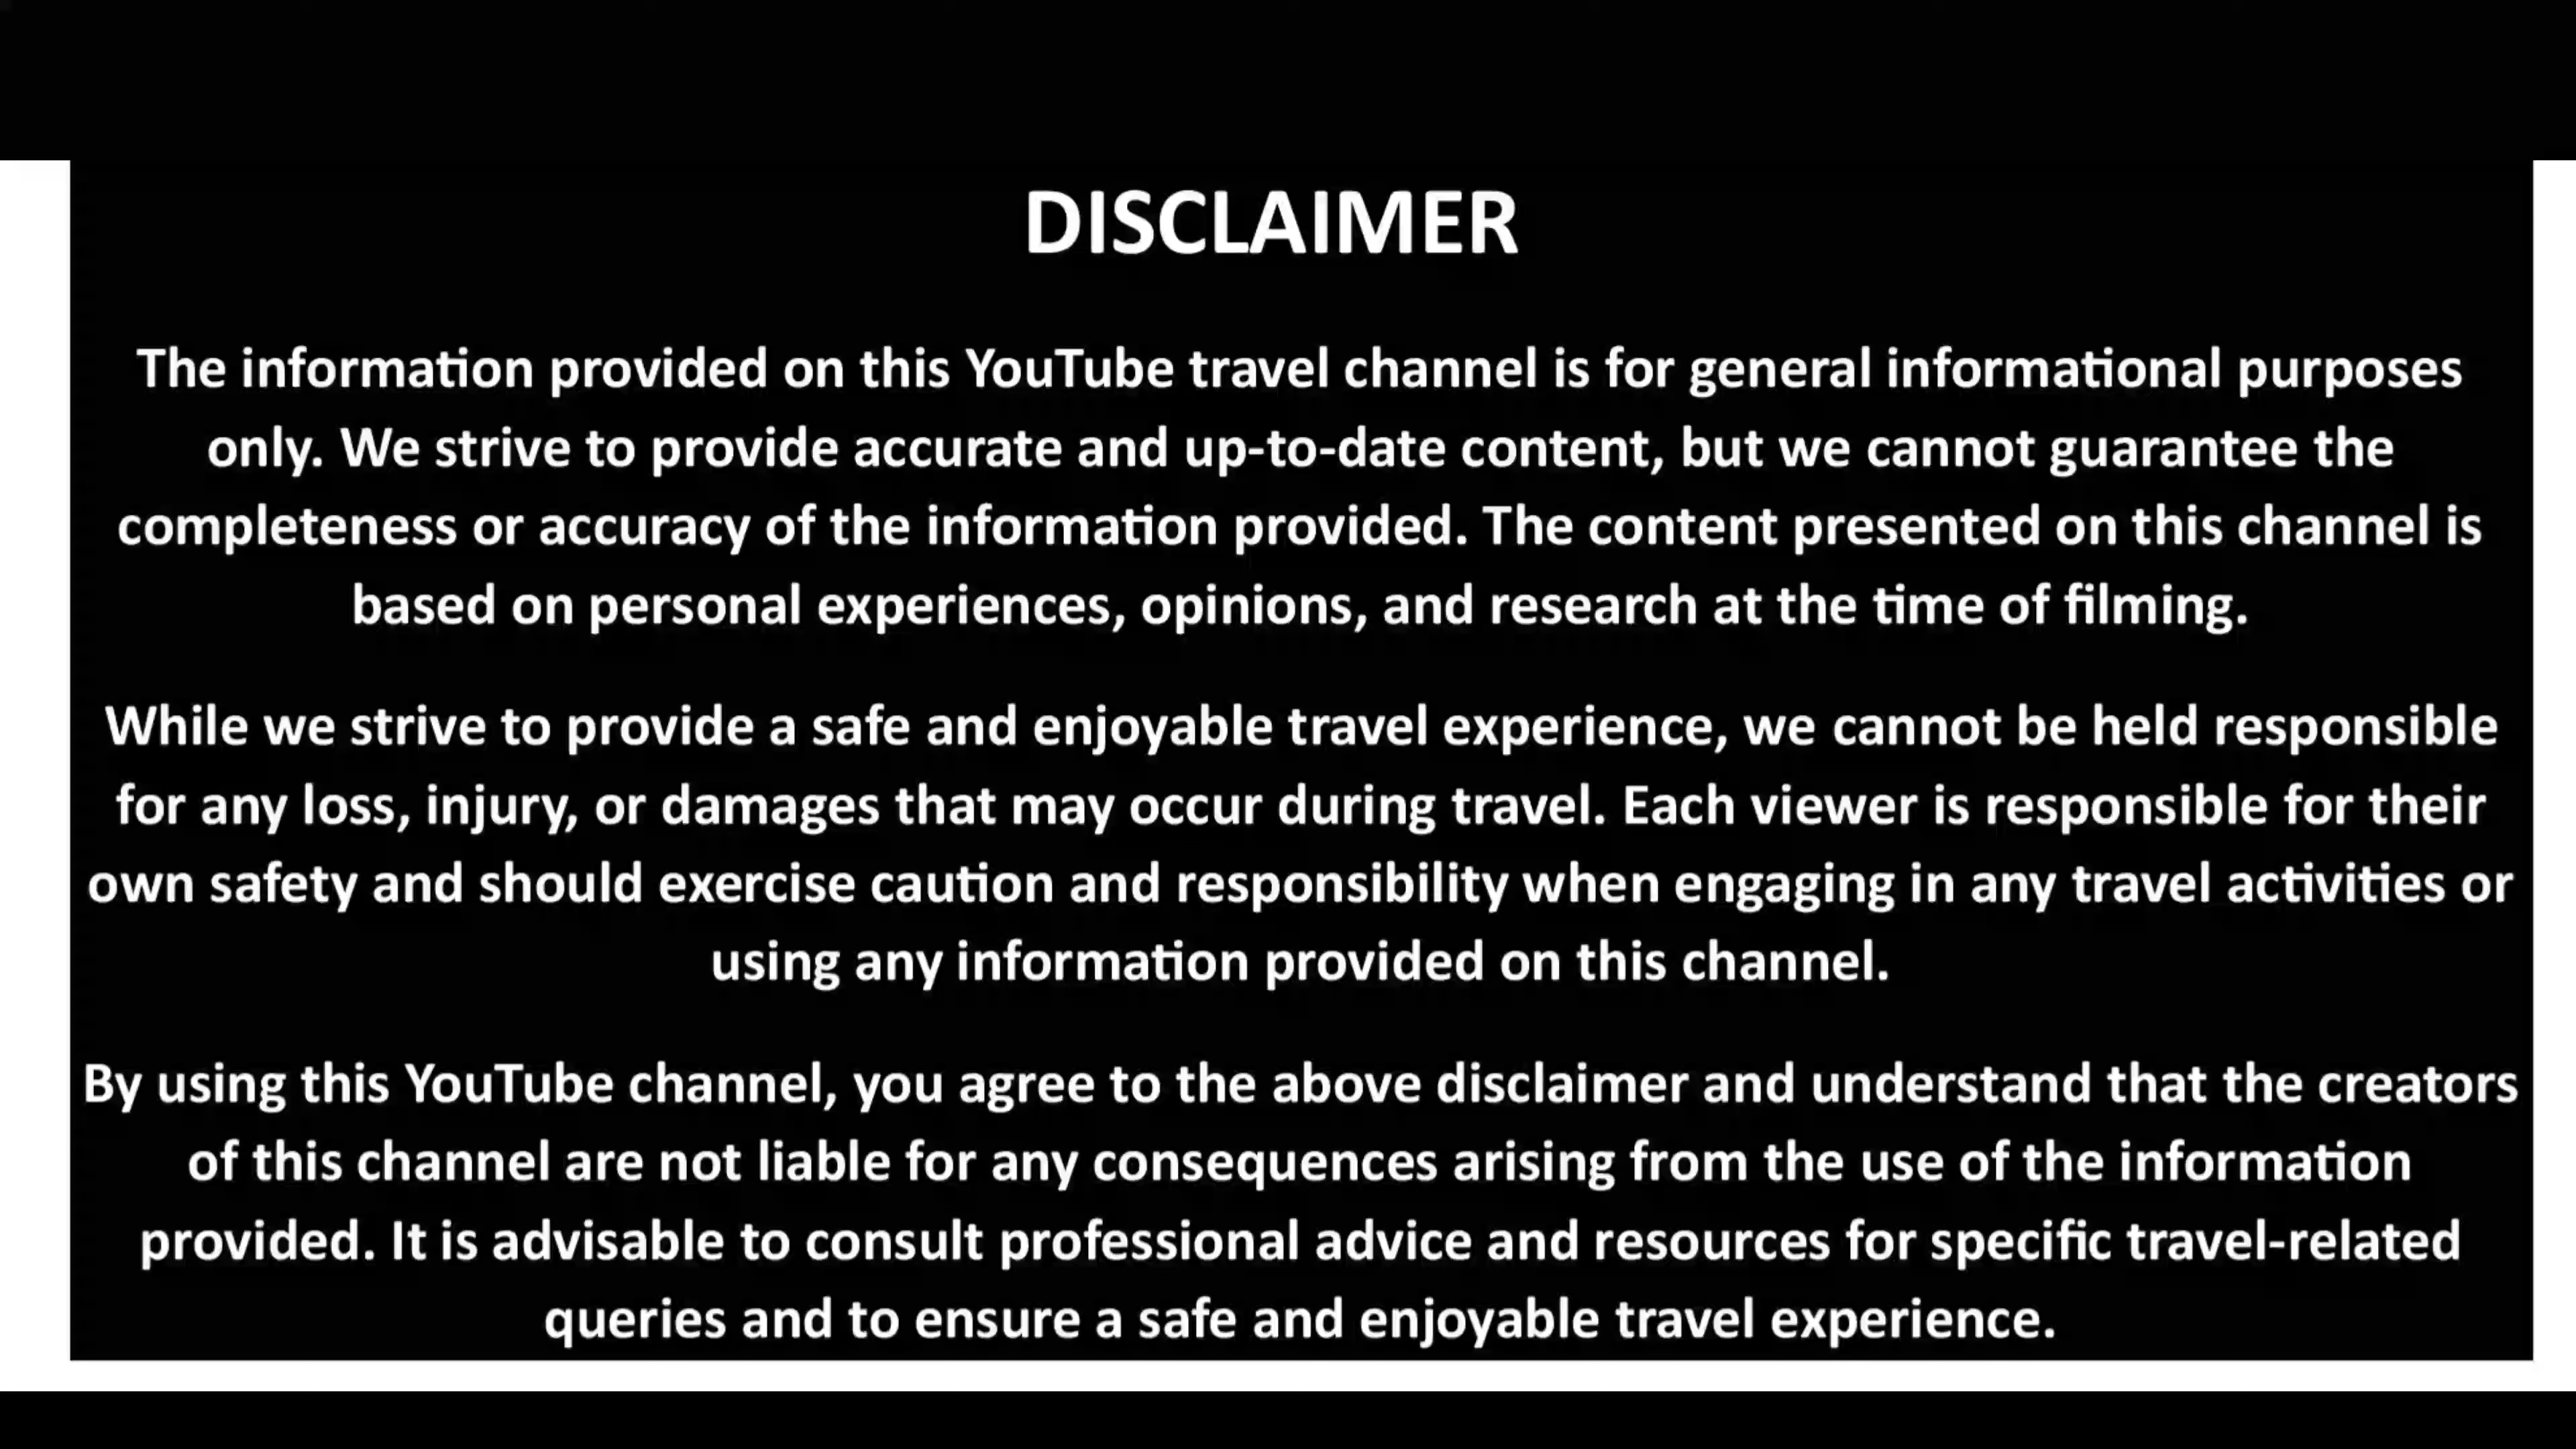 DISCLAIMER
The information provided on this YouTube travel channel is for general informational purposes
only. We strive to provide accurate and up-to-date content, but we cannot guarantee the
completeness or accuracy of the information provided. The content presented on this channel is
based on personal experiences, opinions, and research at the time of filming.
While we strive to provide a safe and enjoyable travel experience, we cannot be held responsible
for any loss, injury, or damages that may occur during travel. Each viewer is responsible for their
own safety and should exercise caution and responsibility when engaging in any travel activities or
using any information provided on this channel.
By using this YouTube channel, you agree to the above disclaimer and understand that the creators
of this channel are not liable for any consequences arising from the use of the information
provided. It is advisable to consult professional advice and resources for specific travel-related
queries and to ensure a safe and enjoyable travel experience.